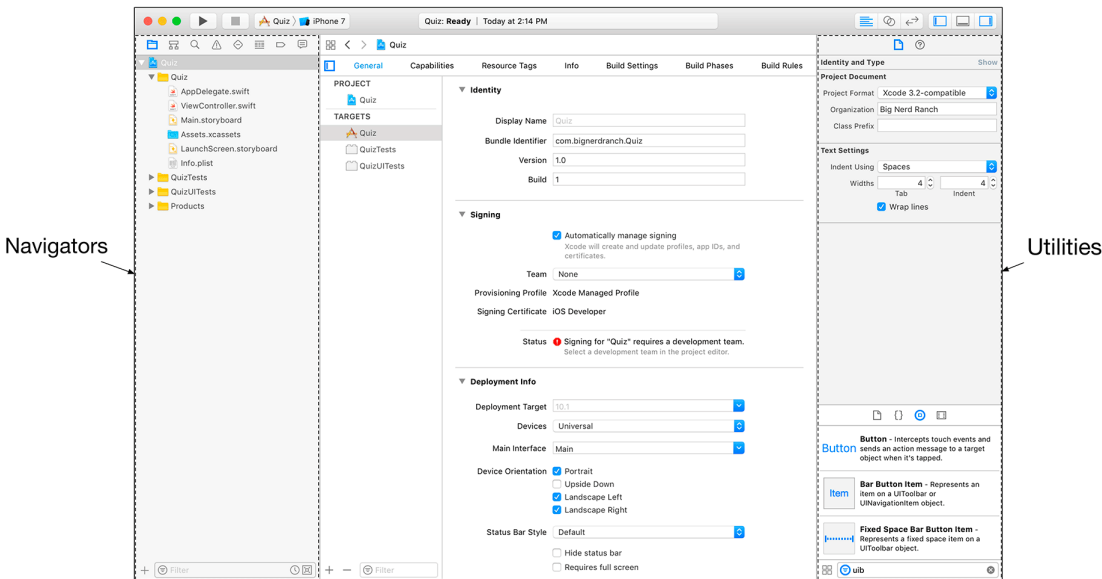 Quiz
iPhone 7
Quiz: Ready | Today at 2:14 PM
Quiz
Quiz
Quiz
AppDelegate.swift
ViewController.swift
Main.storyboard
Assets.xcassets
LaunchScreen.storyboard
Info.plist
QuizTests
QuizUITests
Products
Filter
Navigators
General
Capabilities
Resource Tags
Info
Build Settings
Build Phases
Build Rules
PROJECT
Quiz
TARGETS
Quiz
QuizTests
QuizUITests
Filter
Identity
Display Name Quiz
Bundle Identifier com.bignerdranch.Quiz
Version 1.0
Build 1
Signing
Automatically manage signing
Xcode will create and update profiles, app IDs, and
certificates.
Team None
Provisioning Profile Xcode Managed Profile
Signing Certificate iOS Developer
Status Signing for "Quiz" requires a development team.
Select a development team in the project editor.
Deployment Info
Deployment Target 10.1
Devices Universal
Main Interface Main
Device Orientation Portrait
Upside Down
Landscape Left
Landscape Right
Status Bar Style Default
Hide status bar
Requires full screen
Identity and Type Show
Project Document
Project Format Xcode 3.2-compatible
Organization Big Nerd Ranch
Class Prefix
Text Settings
Indent Using Spaces
Widths 4 4
Tab Indent
Wrap lines
Utilities
Button
Button - Intercepts touch events and
sends an action message to a target
object when it's tapped.
Item
Bar Button Item - Represents an
item on a UIToolbar or
UINavigationItem object.
Fixed Space Bar Button Item -
Represents a fixed space item on a
UIToolbar object.
uib